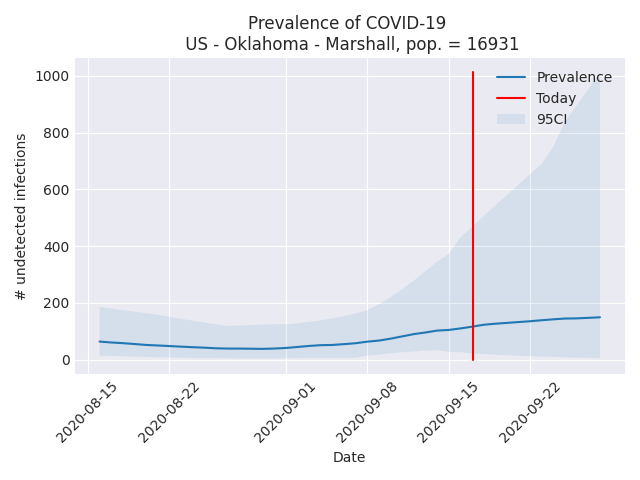 Prevalence of COVID-19
US - Oklahoma - Marshall, pop. = 16931
Prevalence
Today
95CI
1000
800
600
400
200
0
# undetected infections
2020-08-15
2020-08-22
2020-09-01
2020-09-08
2020-09-15
2020-09-22
Date